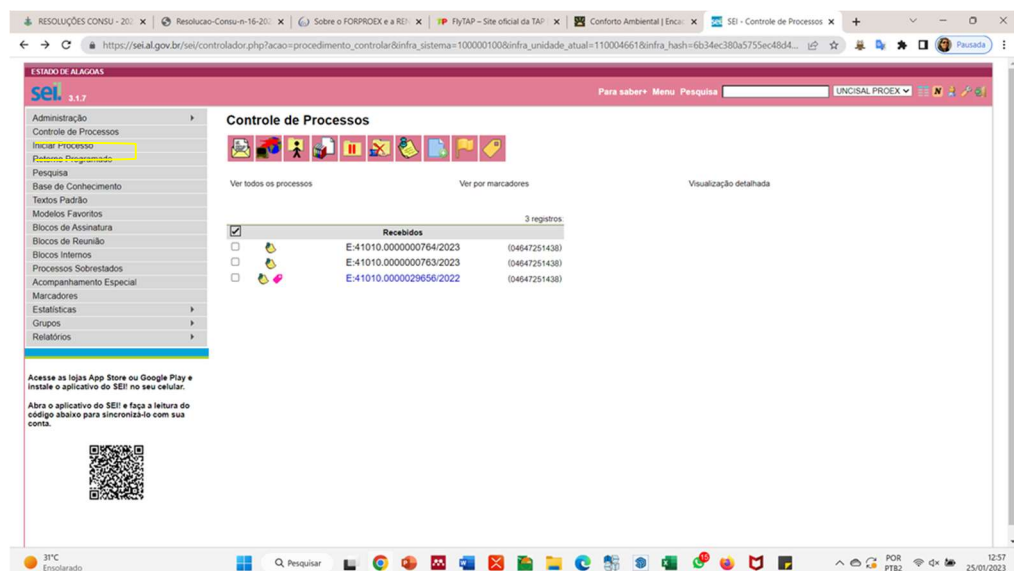 RESOLUÇÕES CONSU - 202
Resolucao-Consu-n-16-202
Sobre o FORPROEX e a REN
FlyTAP – Site oficial da TAP
Conforto Ambiental | Encac
SEI - Controle de Processos
https://sei.al.gov.br/sei/controlador.php?acao=procedimento_controlar&infra_sistema=100000100&infra_unidade_atual=110004661&infra_hash=6b34ec380a5755ec48d4...
Pausada
ESTADO DE ALAGOAS
sei! 3.1.7
Para saber+ Menu Pesquisa
UNCISAL PROEX
Administração
Controle de Processos
Iniciar Processo
Retorno Programado
Pesquisa
Base de Conhecimento
Textos Padrão
Modelos Favoritos
Blocos de Assinatura
Blocos de Reunião
Blocos Internos
Processos Sobrestados
Acompanhamento Especial
Marcadores
Estatísticas
Grupos
Relatórios
Acesse as lojas App Store ou Google Play e
instale o aplicativo do SEI! no seu celular.
Abra o aplicativo do SEI! e faça a leitura do
código abaixo para sincronizá-lo com sua
conta.
Controle de Processos
Ver todos os processos
Ver por marcadores
Visualização detalhada
3 registros:
Recebidos
E:41010.0000000764/2023 (04647251438)
E:41010.0000000763/2023 (04647251438)
E:41010.0000029656/2022 (04647251438)
31°C
Ensolarado
Pesquisar
15
POR
PTB2
12:57
25/01/2023